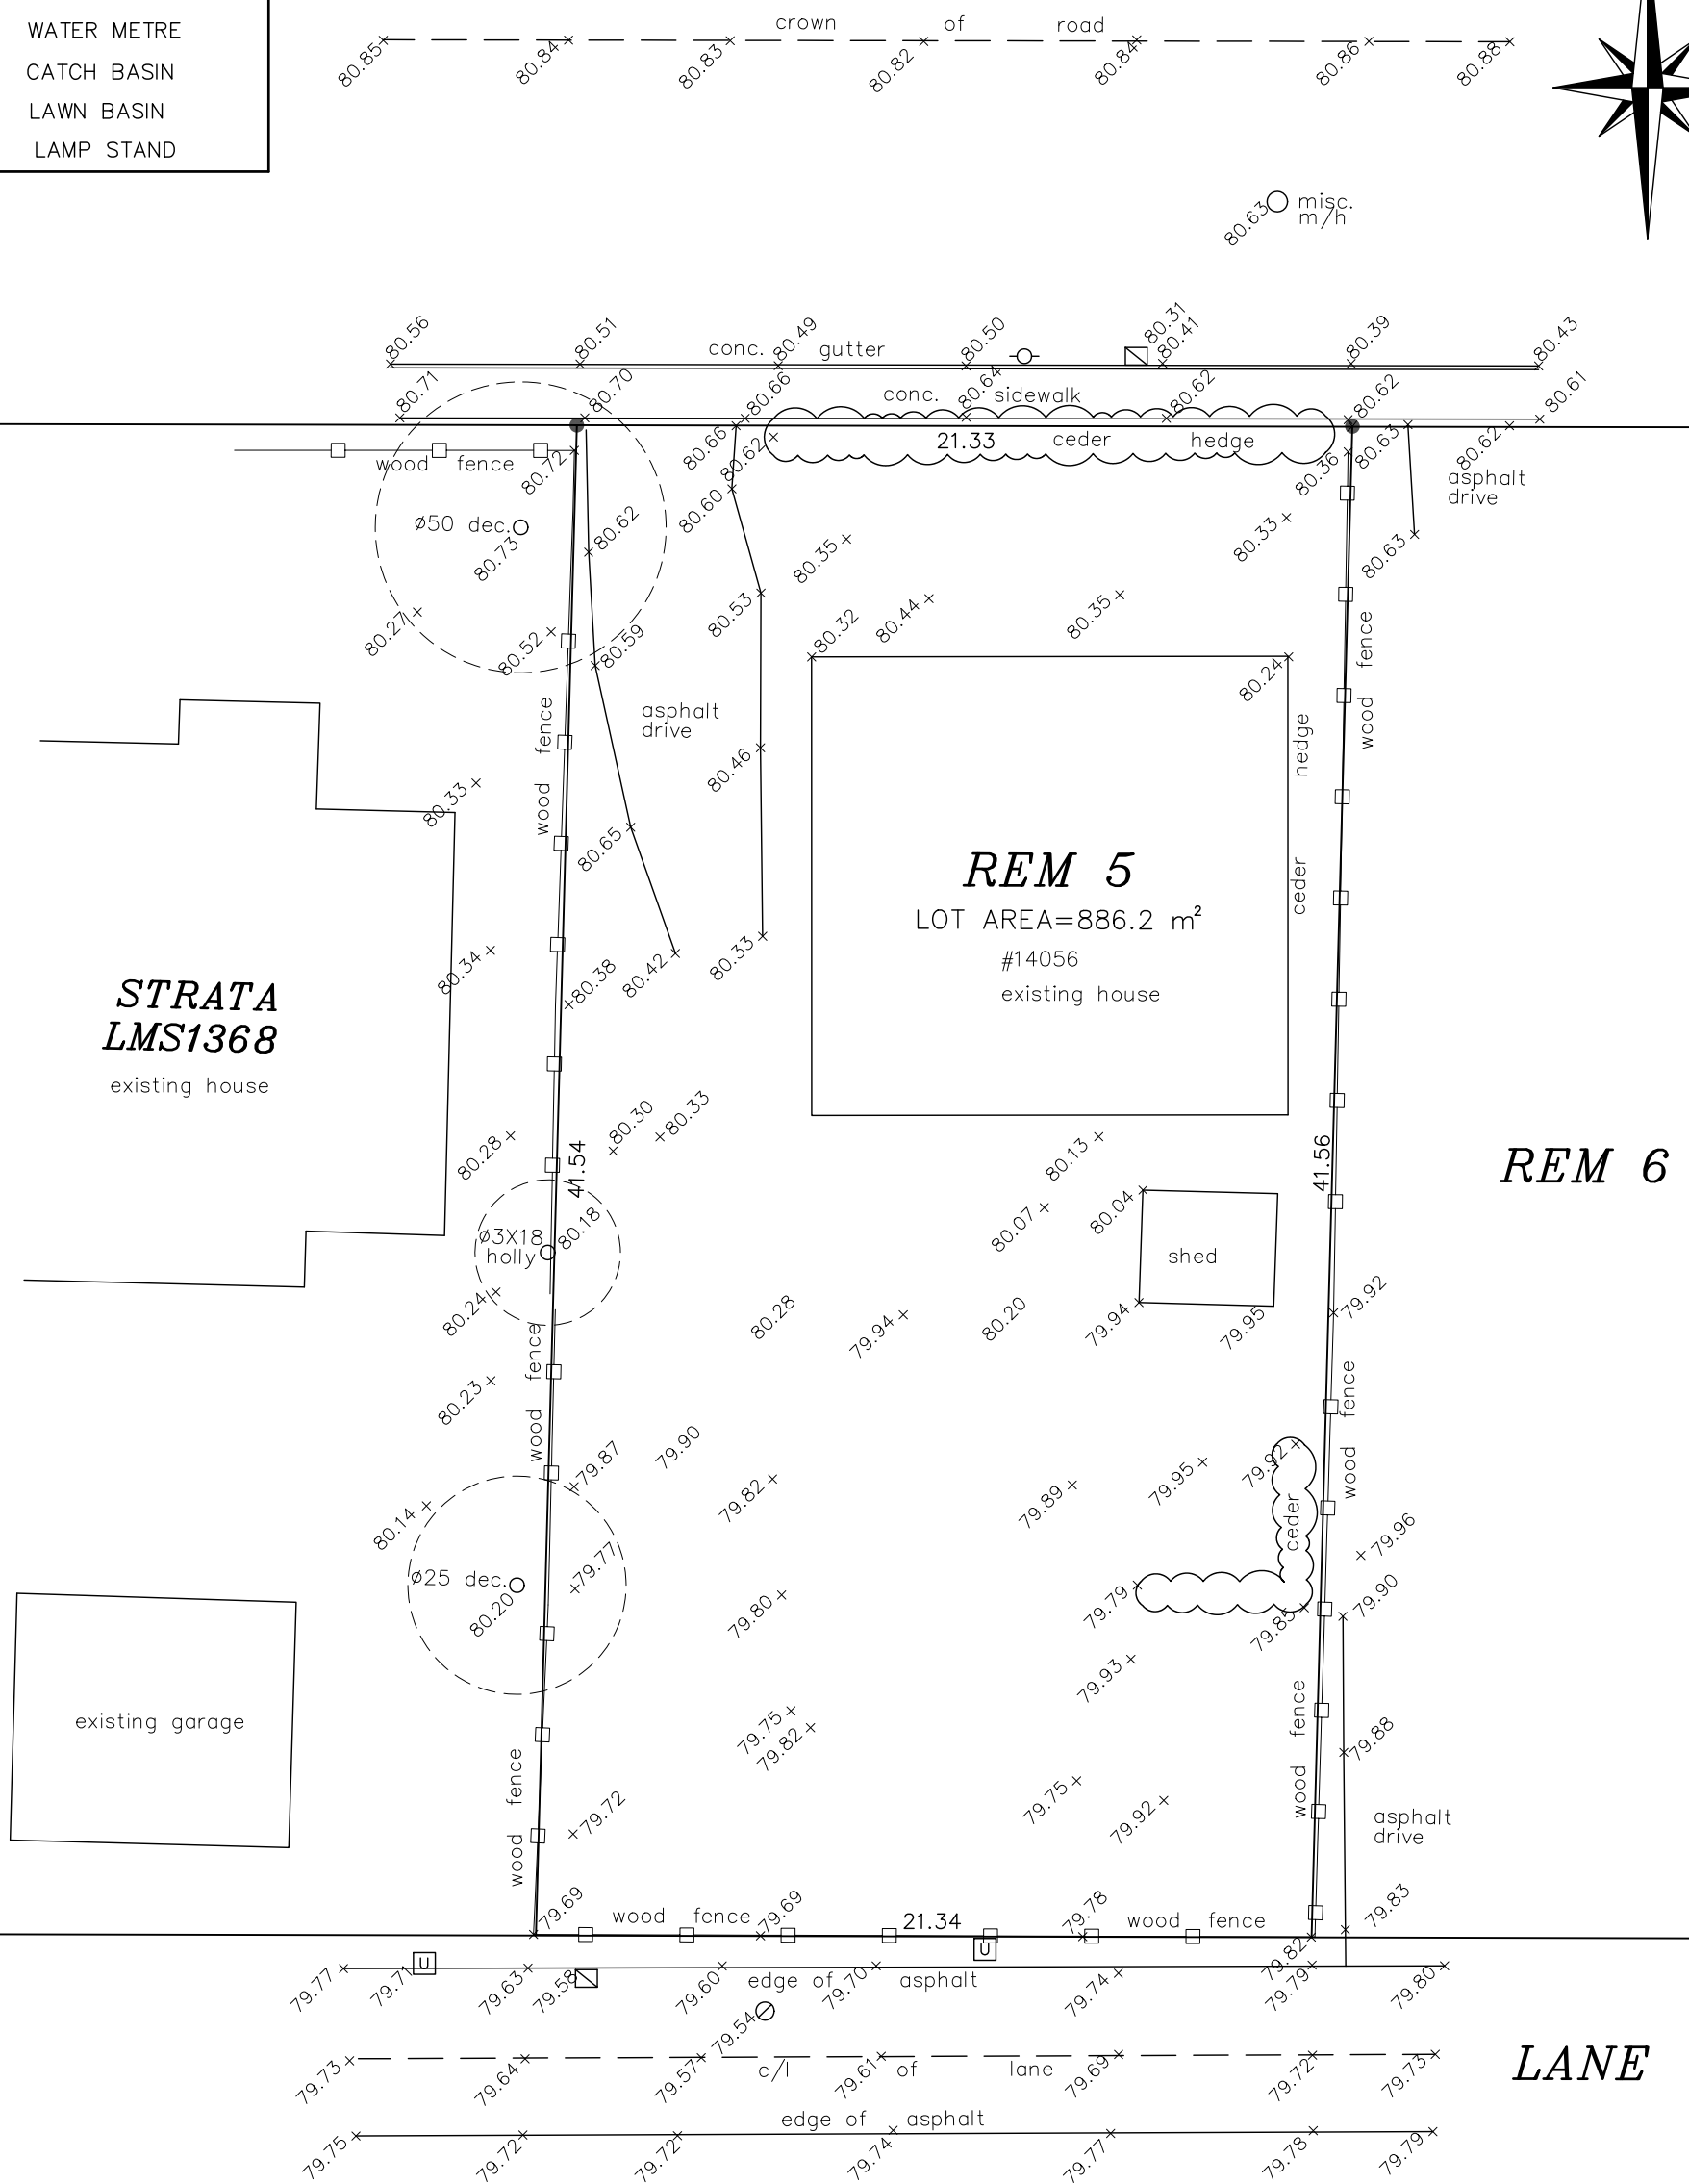 WATER METRE
CATCH BASIN
LAWN BASIN
LAMP STAND
crown of road
80.85
80.84
80.83
80.82
80.84
80.86
80.88
80.63
misc.
m/h
80.56
80.51
80.49
80.50
80.31
80.41
80.39
80.43
conc. gutter
80.71
80.70
80.66
80.64
80.62
80.62
80.61
conc. sidewalk
21.33
ceder hedge
wood fence
80.72
80.66
80.62
80.36
80.63
80.62
asphalt
drive
ø50 dec.
80.73
80.62
80.60
80.35
80.33
80.63
80.27
80.52
80.59
80.53
80.32
80.44
80.35
80.24
wood fence
wood fence
asphalt
drive
80.46
ceder hedge
80.33
80.65
REM 5
LOT AREA=886.2 m²
#14056
existing house
80.34
80.38
80.42
80.33
STRATA
LMS1368
existing house
80.28
80.30
80.33
41.54
80.13
41.56
REM 6
80.07
80.04
shed
ø3X18
holly
80.18
80.24
80.28
79.94
80.20
79.94
79.95
79.92
wood fence
80.23
79.87
79.90
79.82
79.89
79.95
79.92
wood fence
ceder
80.14
79.77
ø25 dec.
80.20
79.80
79.79
79.85
79.96
79.90
79.93
existing garage
79.75
79.82
79.88
wood fence
79.72
79.75
79.92
wood fence
asphalt
drive
79.69
wood fence
79.69
21.34
79.78
wood fence
79.82
79.83
U
U
79.77
79.71
79.63
79.58
79.60
edge of asphalt
79.70
79.74
79.79
79.80
79.54
79.73
79.64
79.57
c/l of lane
79.61
79.69
79.72
79.73
LANE
edge of asphalt
79.75
79.72
79.72
79.74
79.77
79.78
79.79